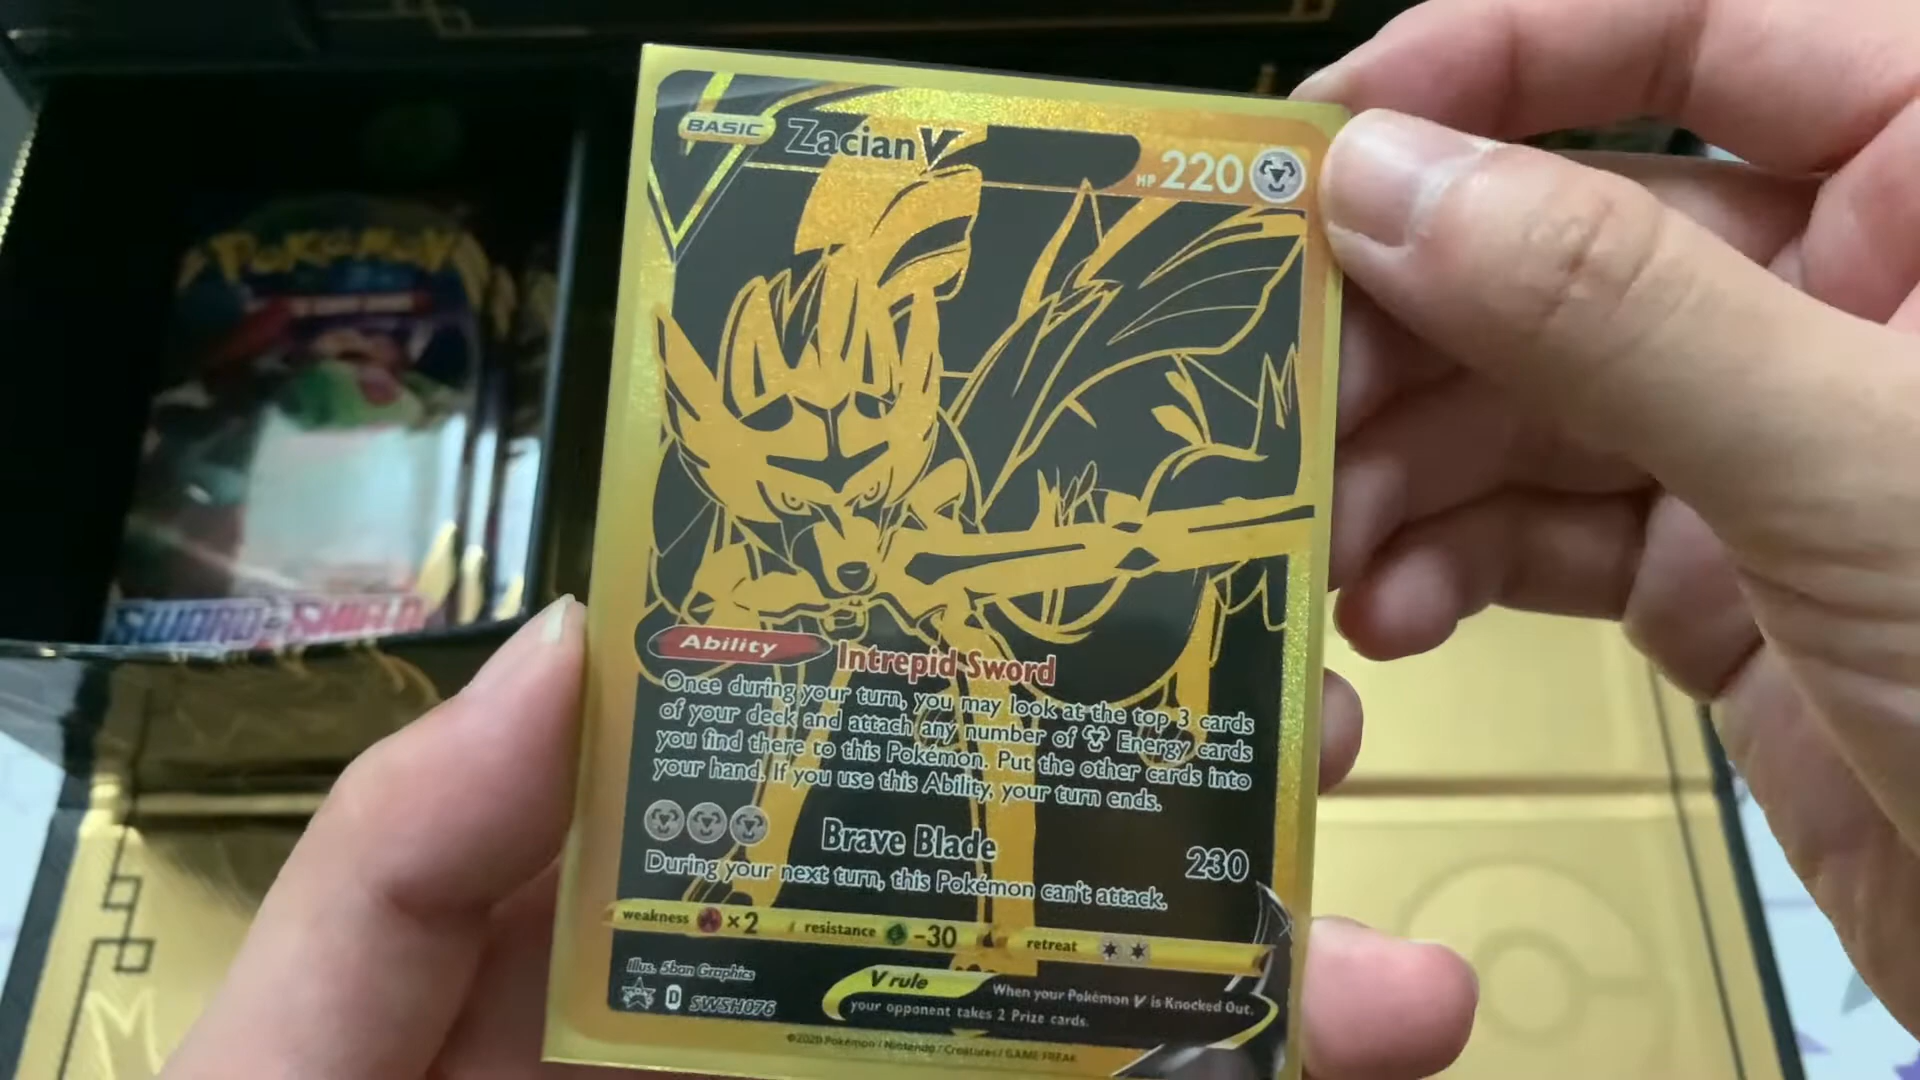 BASIC Zacian V HP 220
POKÉMON
SWORD & SHIELD
Ability Intrepid Sword
Once during your turn, you may look at the top 3 cards
of your deck and attach any number of Energy cards
you find there to this Pokémon. Put the other cards into
your hand. If you use this Ability, your turn ends.
Brave Blade 230
During your next turn, this Pokémon can't attack.
weakness ×2 resistance -30 retreat
Illus. 5ban Graphics
D SWSH076
V rule When your Pokémon V is Knocked Out,
your opponent takes 2 Prize cards.
©2020 Pokémon / Nintendo / Creatures / GAME FREAK